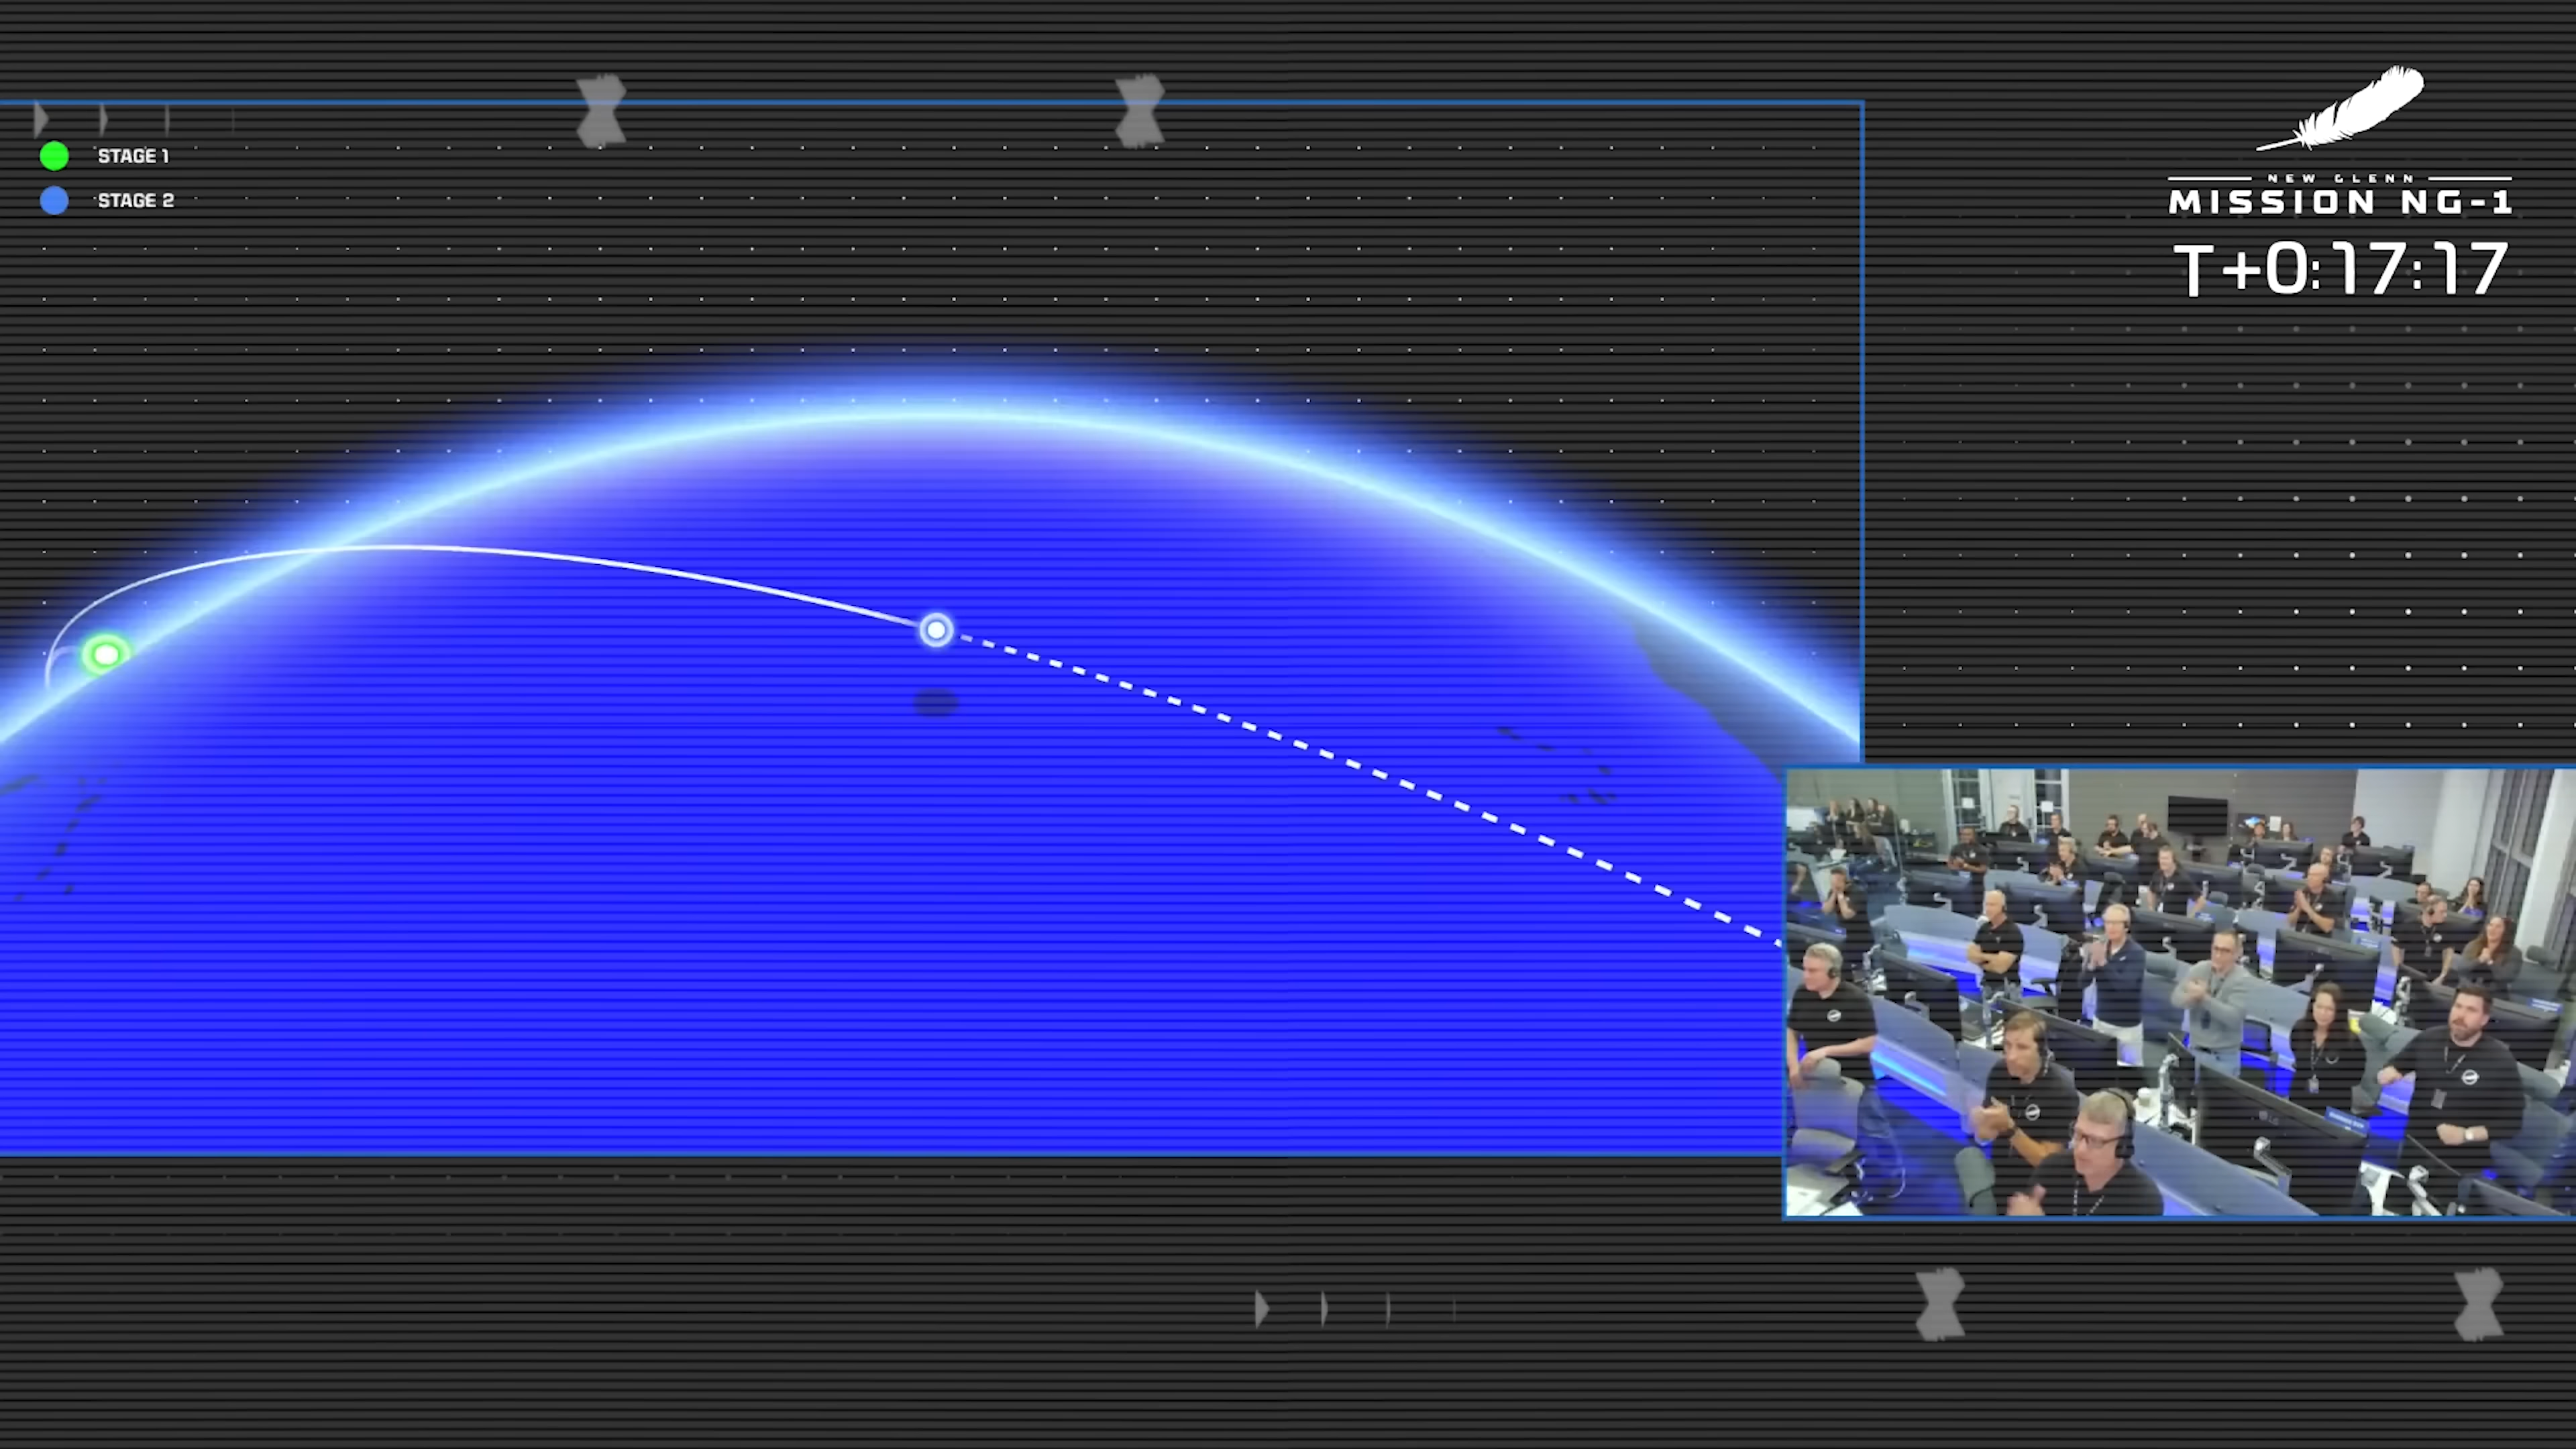 STAGE 1
STAGE 2
NEW GLENN
MISSION NG-1
T+0:17:17